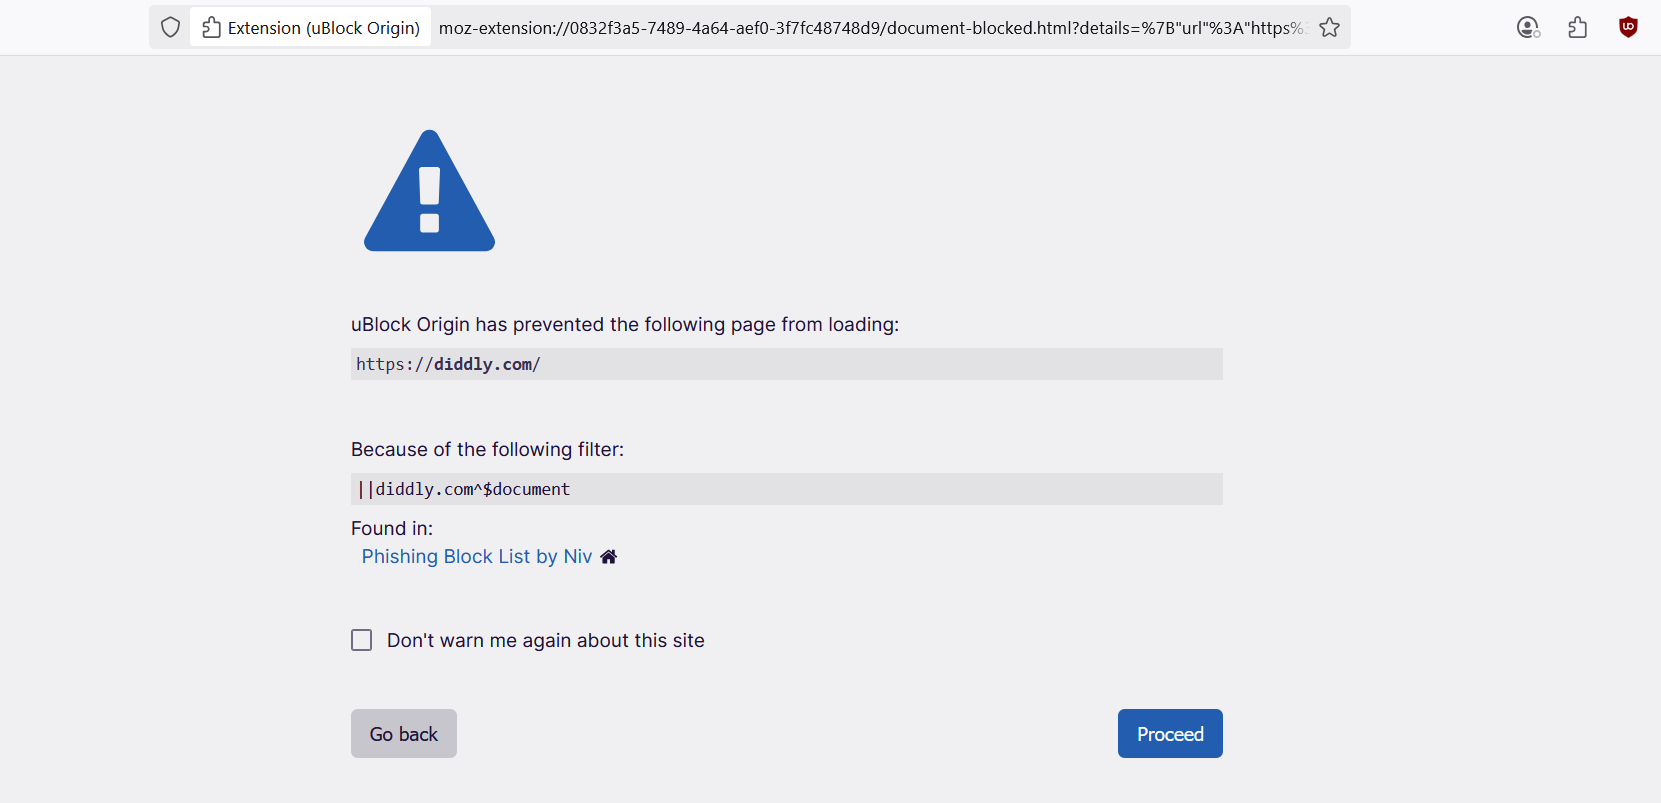 Extension (uBlock Origin) moz-extension://0832f3a5-7489-4a64-aef0-3f7fc48748d9/document-blocked.html?details=%7B"url"%3A"https%
uBlock Origin has prevented the following page from loading:
https://diddly.com/
Because of the following filter:
||diddly.com^$document
Found in:
Phishing Block List by Niv
Don't warn me again about this site
Go back Proceed